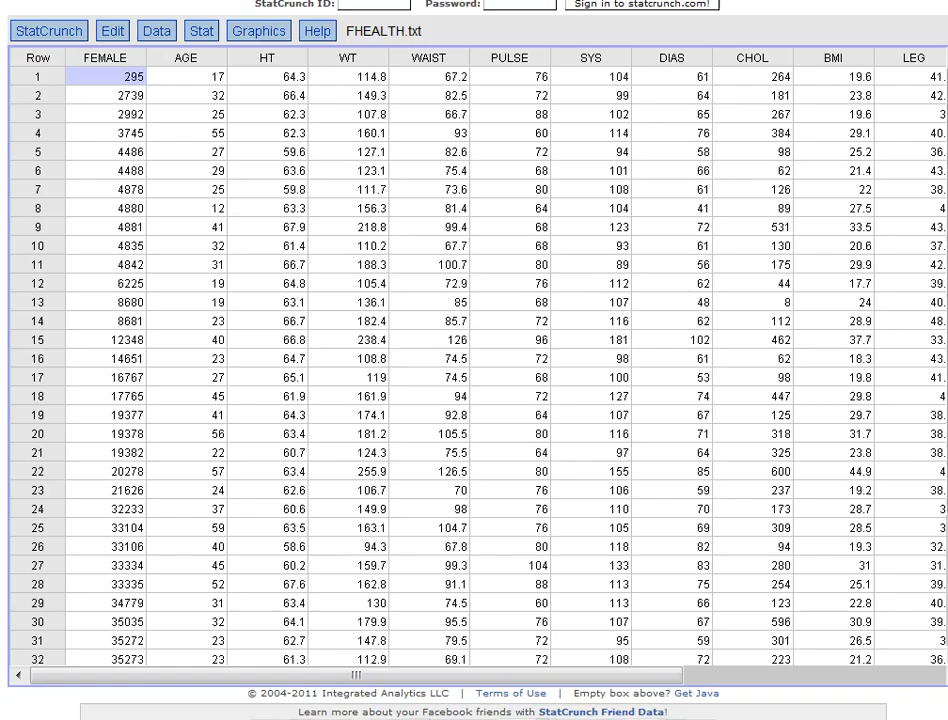 StatCrunch ID: Password: Sign in to statcrunch.com!
StatCrunch Edit Data Stat Graphics Help FHEALTH.txt
Row FEMALE AGE HT WT WAIST PULSE SYS DIAS CHOL BMI LEG
1 295 17 64.3 114.8 67.2 76 104 61 264 19.6 41.
2 2739 32 66.4 149.3 82.5 72 99 64 181 23.8 42.
3 2992 25 62.3 107.8 66.7 88 102 65 267 19.6 3
4 3745 55 62.3 160.1 93 60 114 76 384 29.1 40.
5 4486 27 59.6 127.1 82.6 72 94 58 98 25.2 36.
6 4488 29 63.6 123.1 75.4 68 101 66 62 21.4 43.
7 4878 25 59.8 111.7 73.6 80 108 61 126 22 38.
8 4880 12 63.3 156.3 81.4 64 104 41 89 27.5 4
9 4881 41 67.9 218.8 99.4 68 123 72 531 33.5 43.
10 4835 32 61.4 110.2 67.7 68 93 61 130 20.6 37.
11 4842 31 66.7 188.3 100.7 80 89 56 175 29.9 42.
12 6225 19 64.8 105.4 72.9 76 112 62 44 17.7 39.
13 8680 19 63.1 136.1 85 68 107 48 8 24 40.
14 8681 23 66.7 182.4 85.7 72 116 62 112 28.9 48.
15 12348 40 66.8 238.4 126 96 181 102 462 37.7 33.
16 14651 23 64.7 108.8 74.5 72 98 61 62 18.3 43.
17 16767 27 65.1 119 74.5 68 100 53 98 19.8 41.
18 17765 45 61.9 161.9 94 72 127 74 447 29.8 4
19 19377 41 64.3 174.1 92.8 64 107 67 125 29.7 38.
20 19378 56 63.4 181.2 105.5 80 116 71 318 31.7 38.
21 19382 22 60.7 124.3 75.5 64 97 64 325 23.8 38.
22 20278 57 63.4 255.9 126.5 80 155 85 600 44.9 4
23 21626 24 62.6 106.7 70 76 106 59 237 19.2 38.
24 32233 37 60.6 149.9 98 76 110 70 173 28.7 3
25 33104 59 63.5 163.1 104.7 76 105 69 309 28.5 3
26 33106 40 58.6 94.3 67.8 80 118 82 94 19.3 32.
27 33334 45 60.2 159.7 99.3 104 133 83 280 31 31.
28 33335 52 67.6 162.8 91.1 88 113 75 254 25.1 39.
29 34779 31 63.4 130 74.5 60 113 66 123 22.8 40.
30 35035 32 64.1 179.9 95.5 76 107 67 596 30.9 39.
31 35272 23 62.7 147.8 79.5 72 95 59 301 26.5 3
32 35273 23 61.3 112.9 69.1 72 108 72 223 21.2 36.
© 2004-2011 Integrated Analytics LLC | Terms of Use | Empty box above? Get Java
Learn more about your Facebook friends with StatCrunch Friend Data!